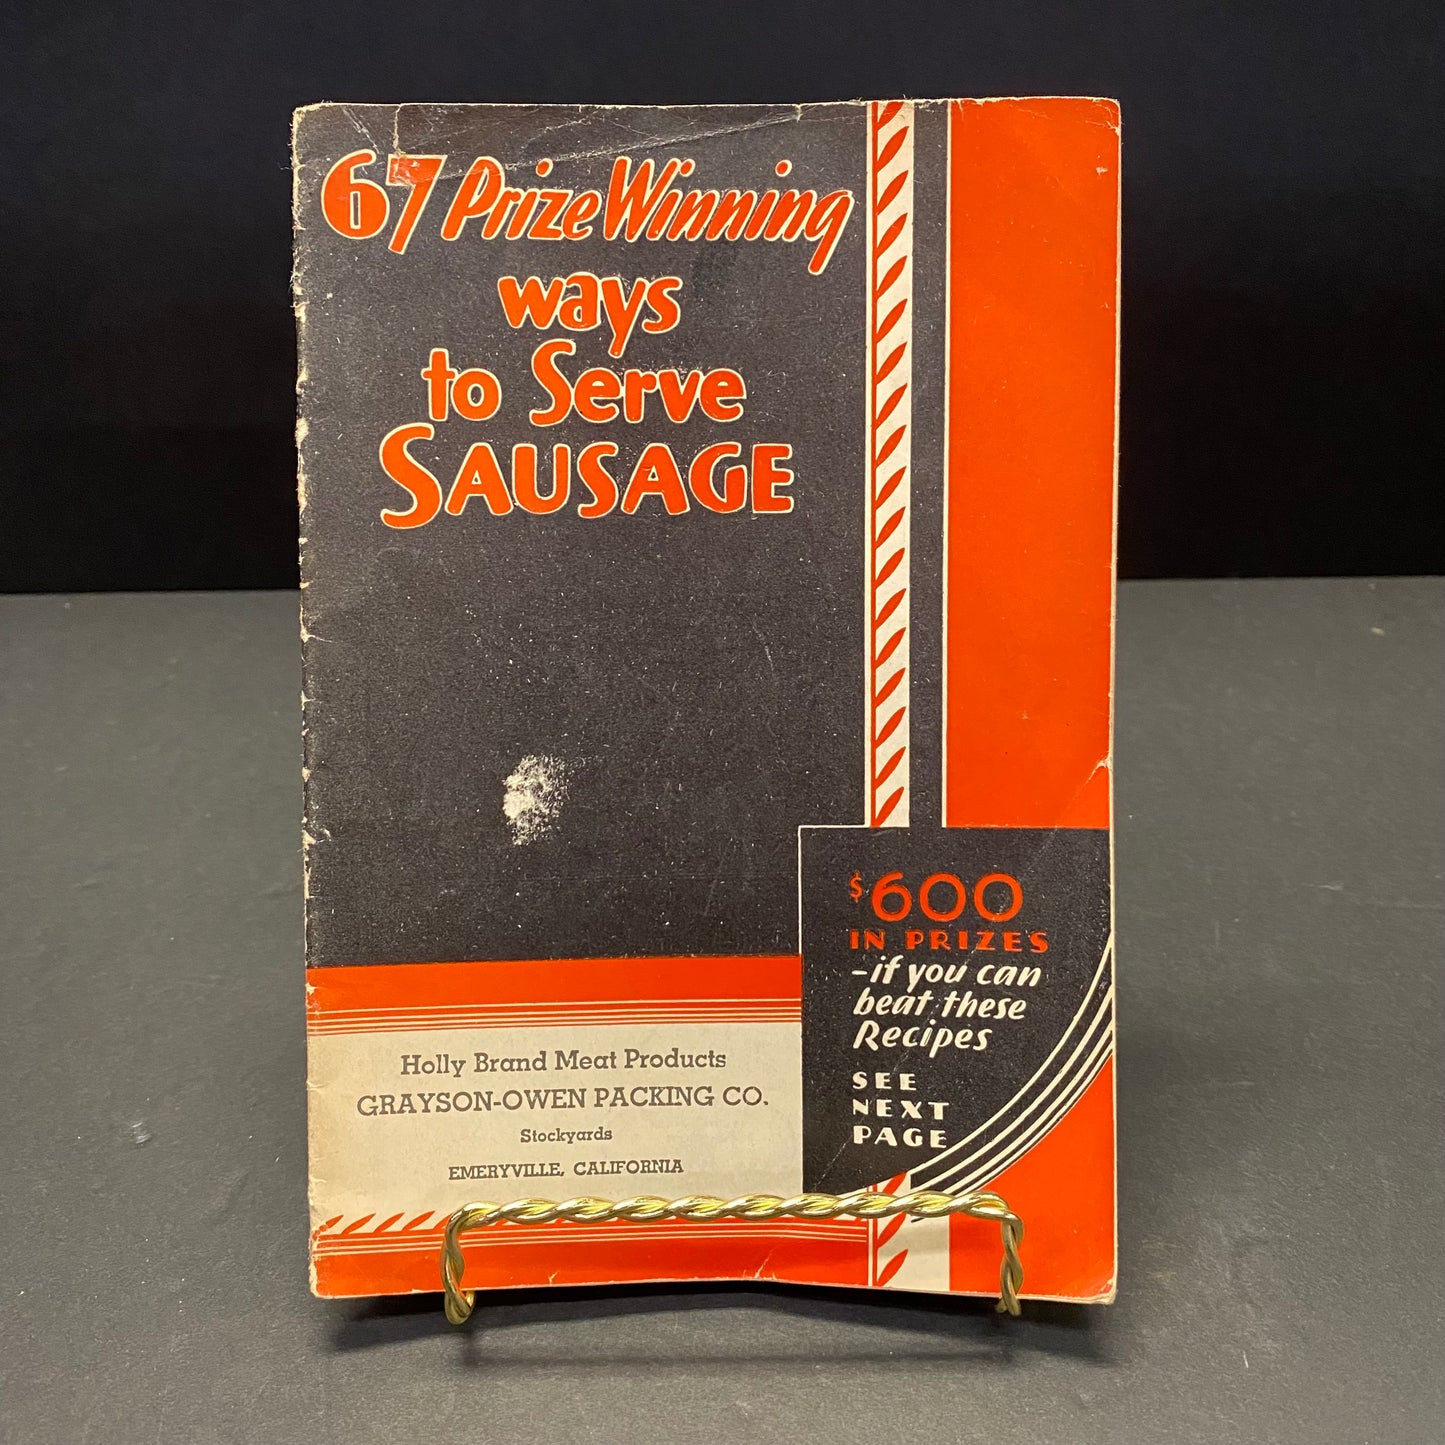 67 Prize Winning
ways
to Serve
SAUSAGE
$600
IN PRIZES
-if you can
beat these
Recipes
SEE
NEXT
PAGE
Holly Brand Meat Products
GRAYSON-OWEN PACKING CO.
Stockyards
EMERYVILLE, CALIFORNIA